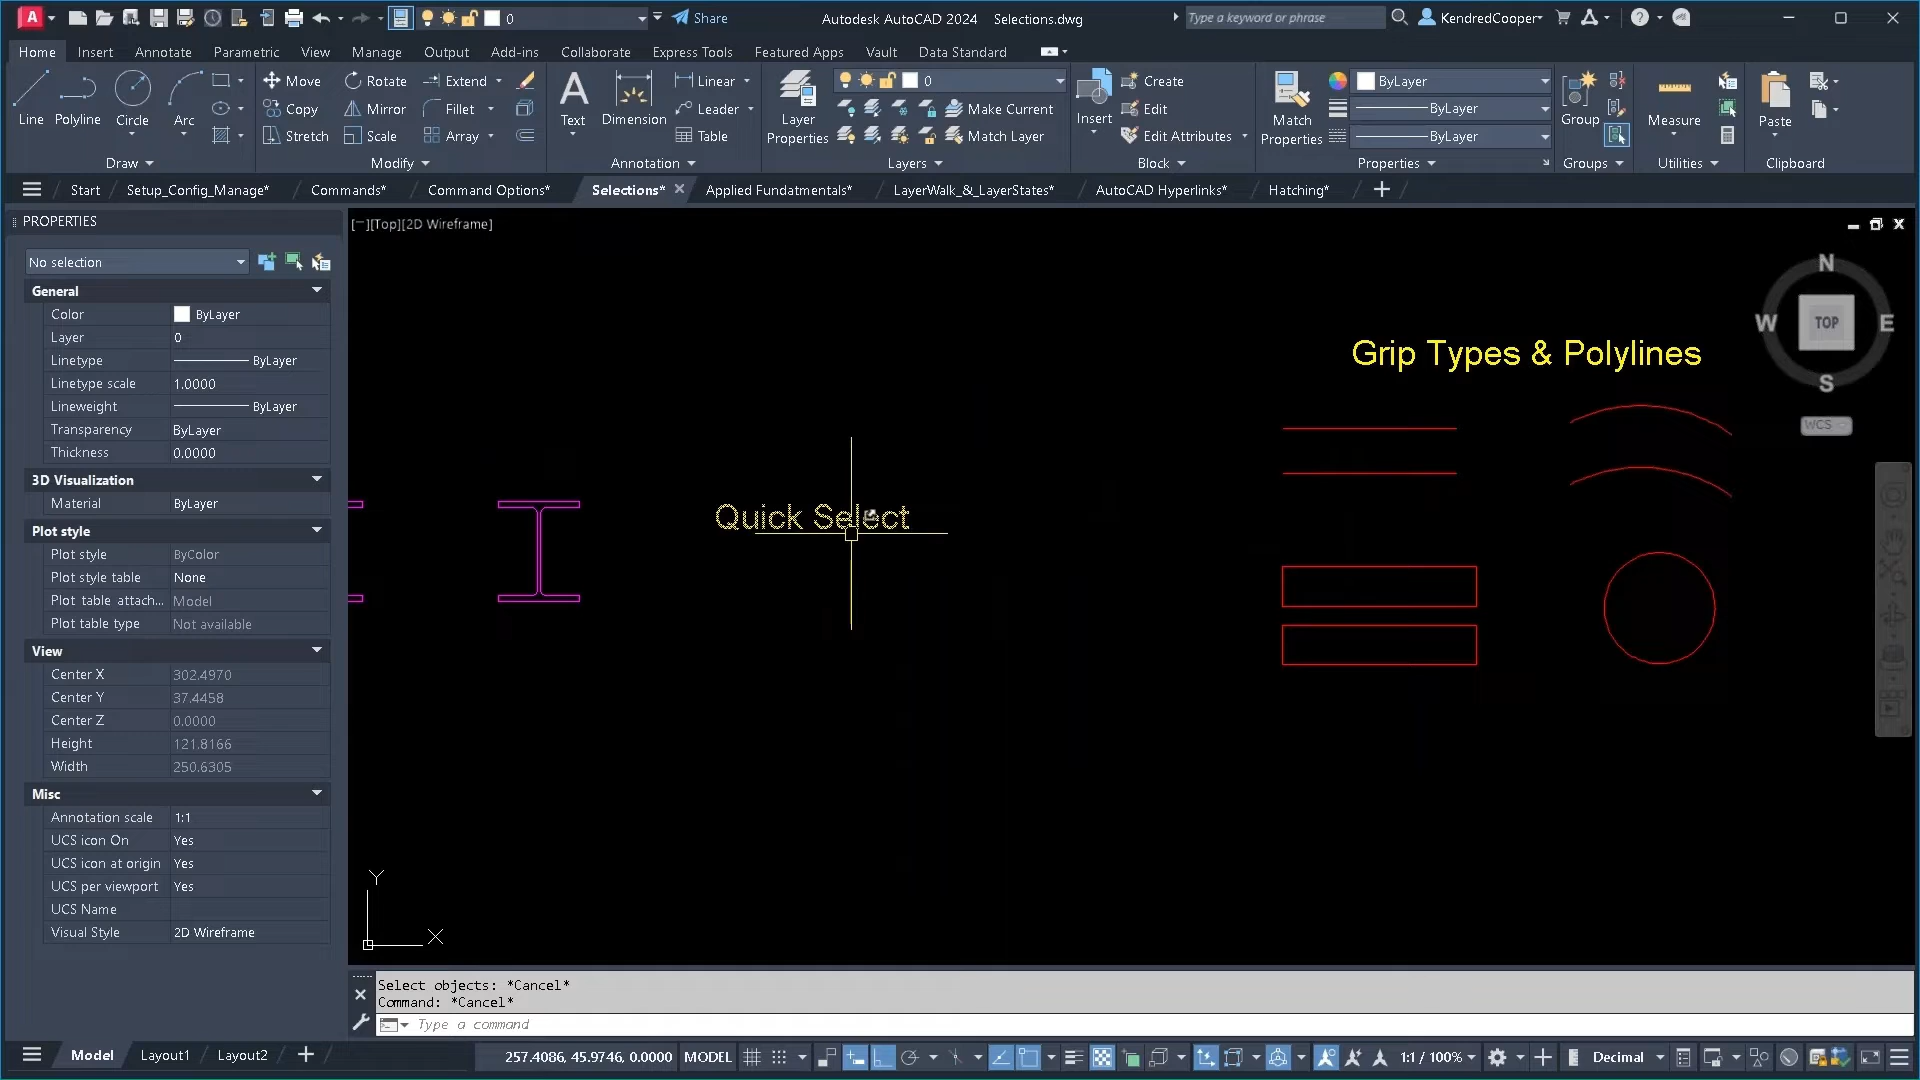 0
Share
Autodesk AutoCAD 2024 Selections.dwg
Type a keyword or phrase
KendredCooper
Home Insert Annotate Parametric View Manage Output Add-ins Collaborate Express Tools Featured Apps Vault Data Standard
Line Polyline Circle Arc
Draw
Move Rotate Extend
Copy Mirror Fillet
Stretch Scale Array
Modify
Text Dimension
Linear
Leader
Table
Annotation
Layer Properties
0
Make Current
Match Layer
Layers
Insert
Create
Edit
Edit Attributes
Block
Match Properties
ByLayer
ByLayer
ByLayer
Properties
Group
Groups
Measure
Utilities
Paste
Clipboard
Start Setup_Config_Manage* Commands* Command Options* Selections* Applied Fundatmentals* LayerWalk_&_LayerStates* AutoCAD Hyperlinks* Hatching*
PROPERTIES
No selection
General
Color ByLayer
Layer 0
Linetype ByLayer
Linetype scale 1.0000
Lineweight ByLayer
Transparency ByLayer
Thickness 0.0000
3D Visualization
Material ByLayer
Plot style
Plot style ByColor
Plot style table None
Plot table attach... Model
Plot table type Not available
View
Center X 302.4970
Center Y 37.4458
Center Z 0.0000
Height 121.8166
Width 250.6305
Misc
Annotation scale 1:1
UCS icon On Yes
UCS icon at origin Yes
UCS per viewport Yes
UCS Name
Visual Style 2D Wireframe
[−][Top][2D Wireframe]
N
W TOP E
S
WCS
Grip Types & Polylines
Quick Select
Y
X
Select objects: *Cancel*
Command: *Cancel*
Type a command
Model Layout1 Layout2
257.4086, 45.9746, 0.0000 MODEL
1:1 / 100%
Decimal